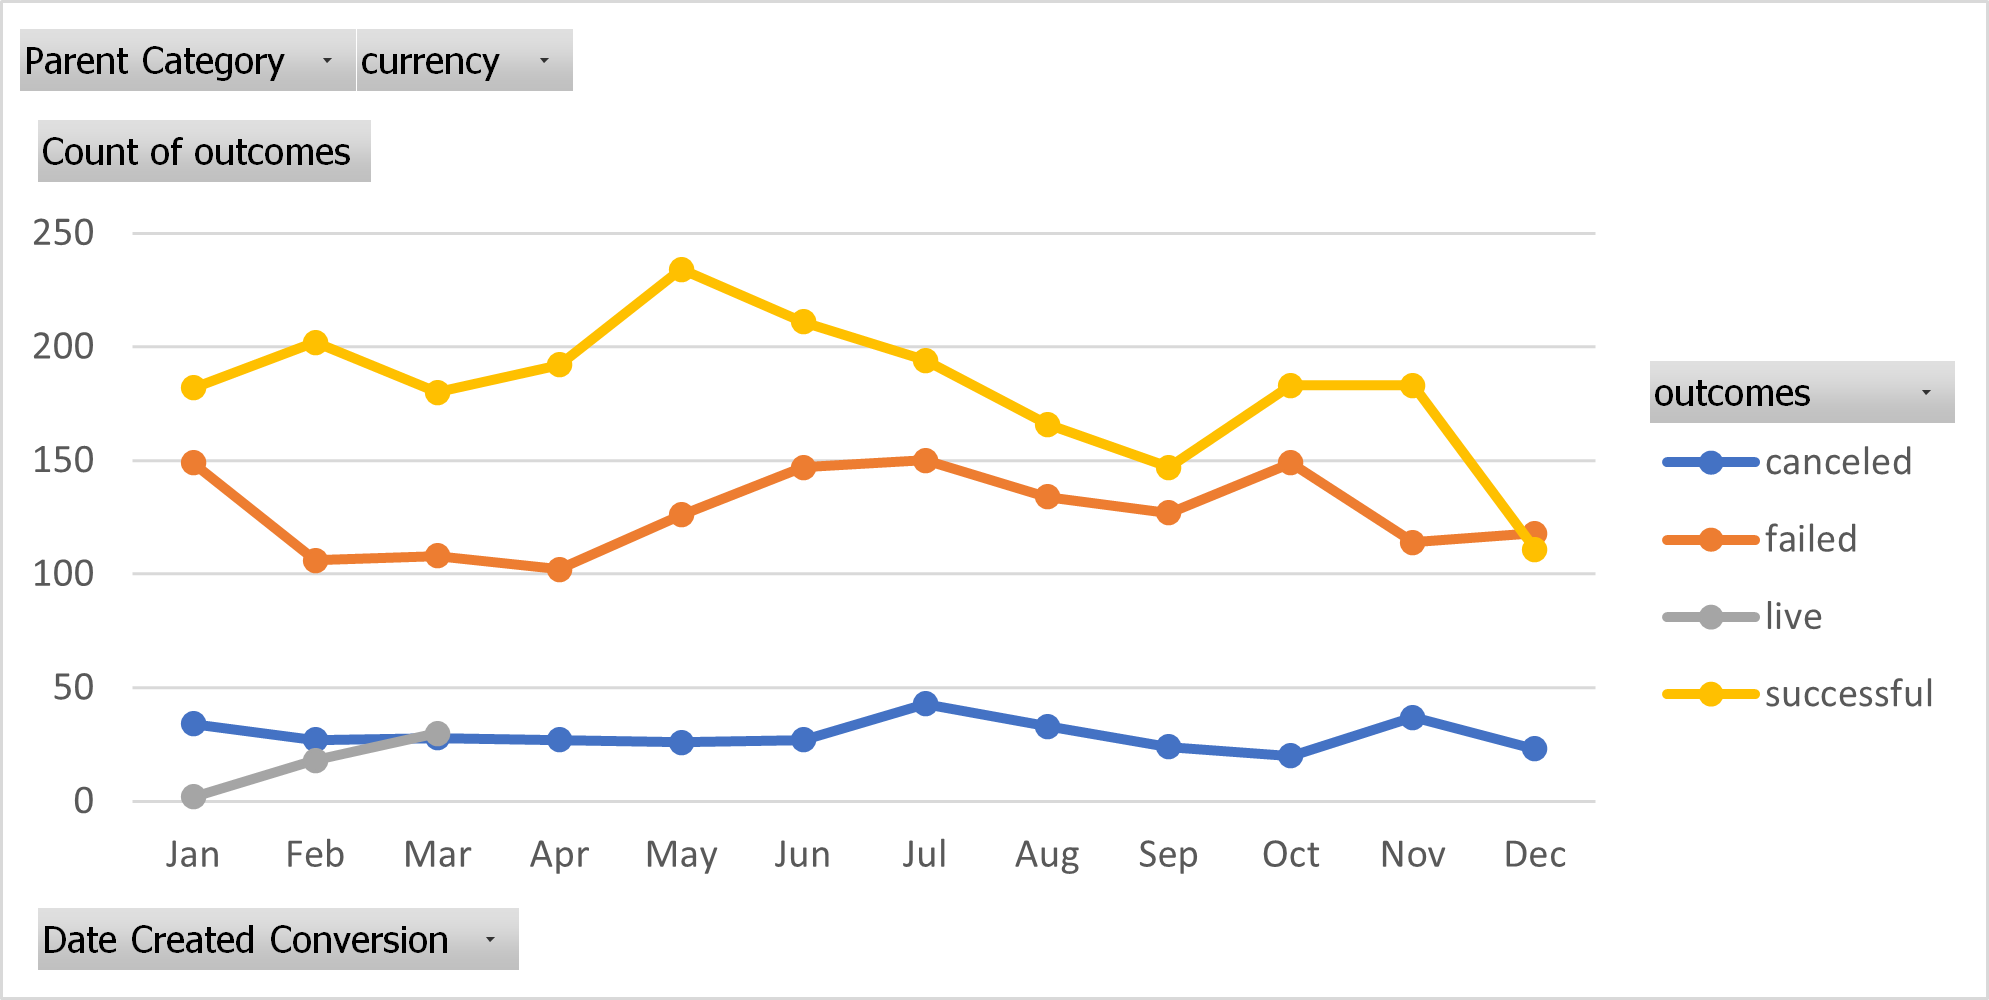 Parent Category currency
Count of outcomes
250
200
150
100
50
0
Jan Feb Mar Apr May Jun Jul Aug Sep Oct Nov Dec
outcomes
canceled
failed
live
successful
Date Created Conversion